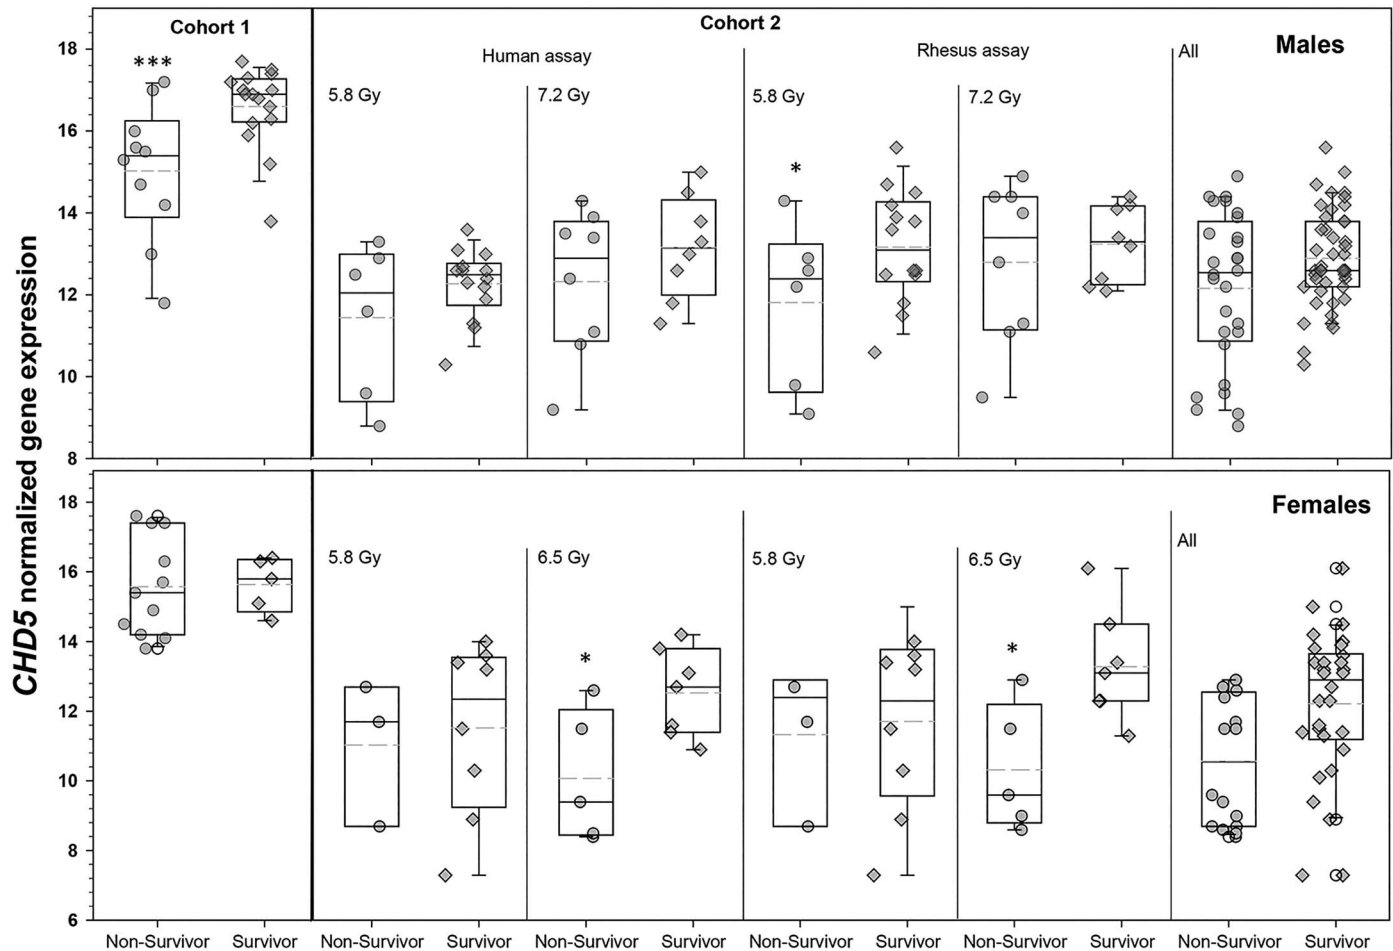 Cohort 1
Cohort 2
Males
Human assay
Rhesus assay
All
5.8 Gy
7.2 Gy
5.8 Gy
7.2 Gy
***
*
18
16
14
12
10
8
CHD5 normalized gene expression
Females
5.8 Gy
6.5 Gy
5.8 Gy
6.5 Gy
All
*
*
18
16
14
12
10
8
6
Non-Survivor Survivor Non-Survivor Survivor Non-Survivor Survivor Non-Survivor Survivor Non-Survivor Survivor Non-Survivor Survivor